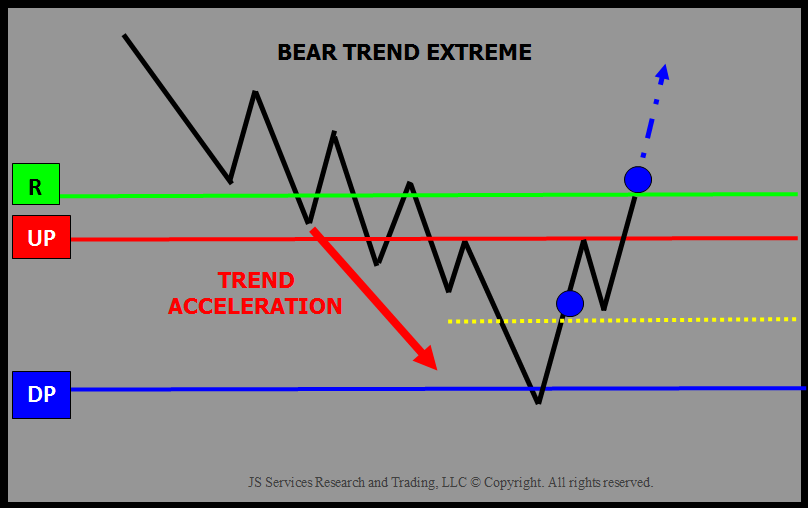 BEAR TREND EXTREME
R
UP
TREND
ACCELERATION
DP
JS Services Research and Trading, LLC © Copyright. All rights reserved.